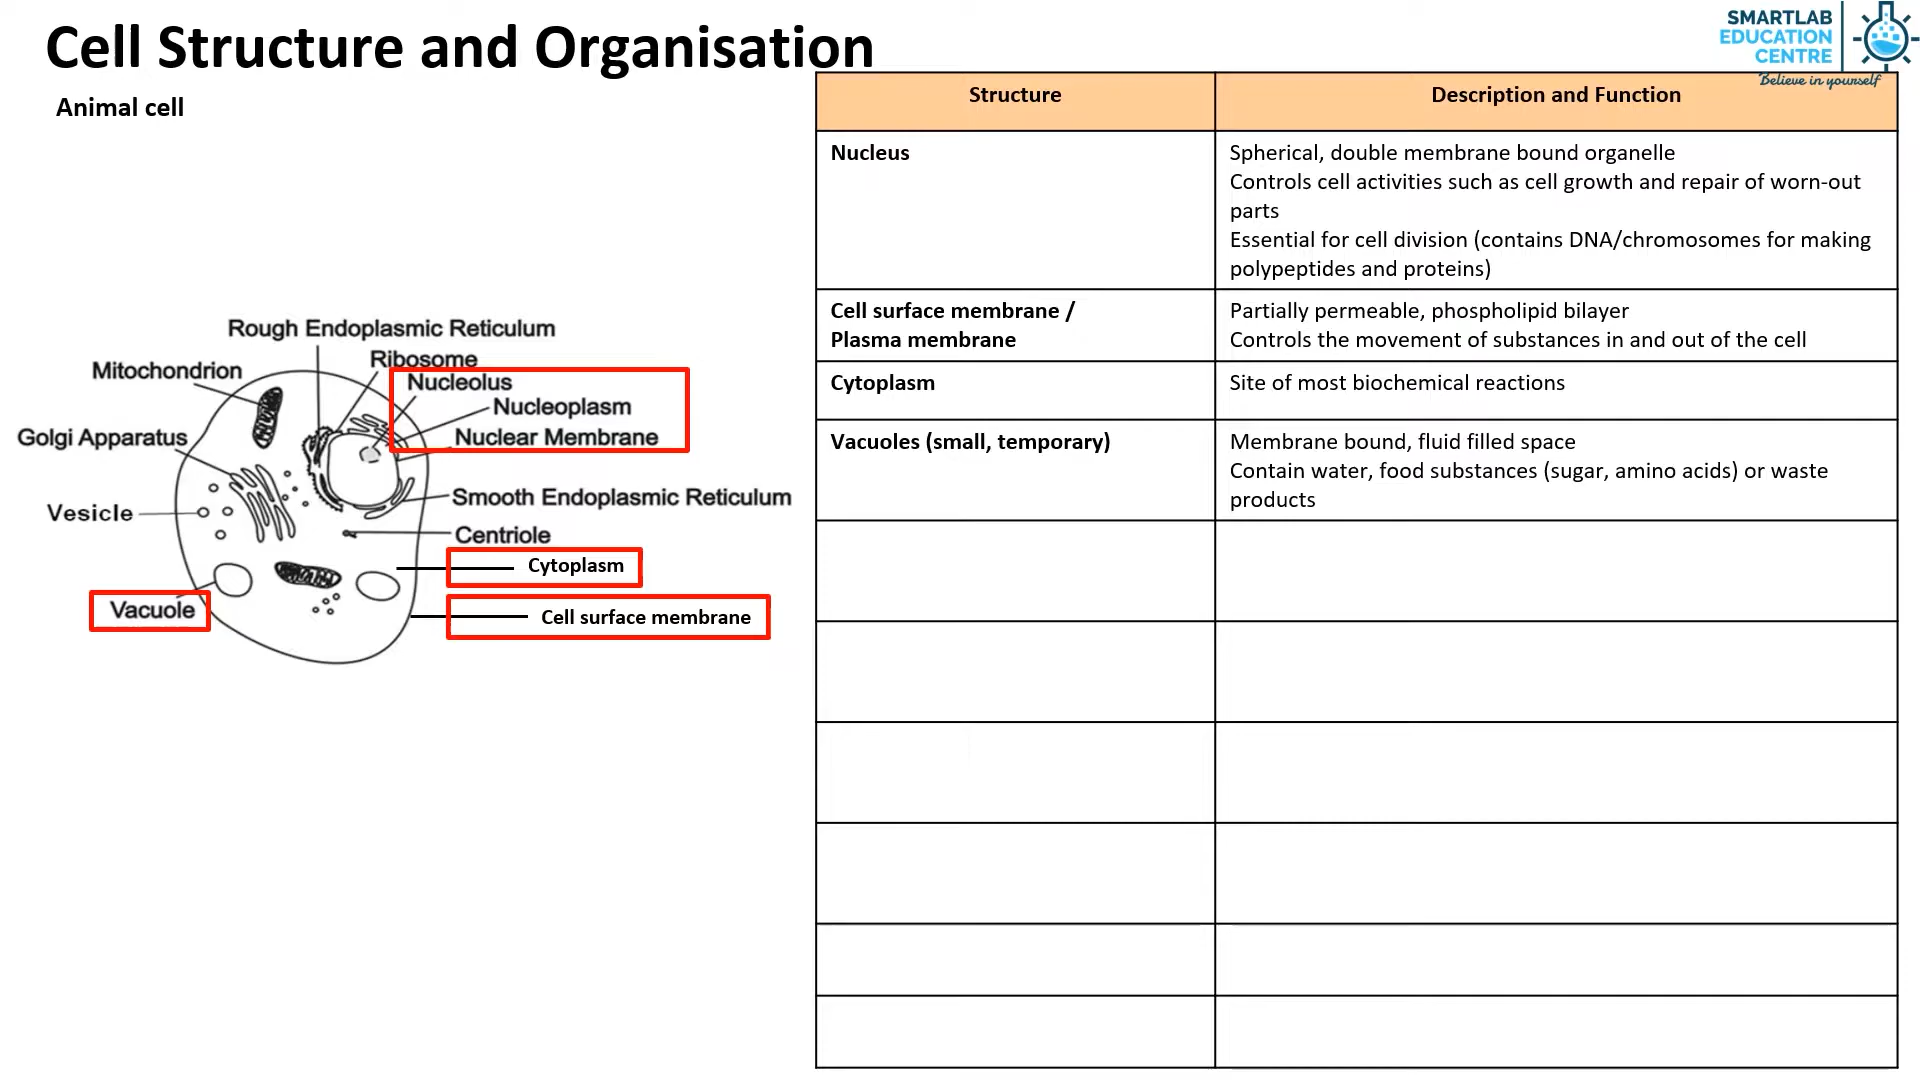 Cell Structure and Organisation
SMARTLAB
EDUCATION
CENTRE
Believe in yourself
Animal cell
Rough Endoplasmic Reticulum
Ribosome
Mitochondrion
Nucleolus
Nucleoplasm
Golgi Apparatus
Nuclear Membrane
Smooth Endoplasmic Reticulum
Vesicle
Centriole
Cytoplasm
Vacuole
Cell surface membrane
Structure
Description and Function
Nucleus
Spherical, double membrane bound organelle
Controls cell activities such as cell growth and repair of worn-out
parts
Essential for cell division (contains DNA/chromosomes for making
polypeptides and proteins)
Cell surface membrane /
Plasma membrane
Partially permeable, phospholipid bilayer
Controls the movement of substances in and out of the cell
Cytoplasm
Site of most biochemical reactions
Vacuoles (small, temporary)
Membrane bound, fluid filled space
Contain water, food substances (sugar, amino acids) or waste
products